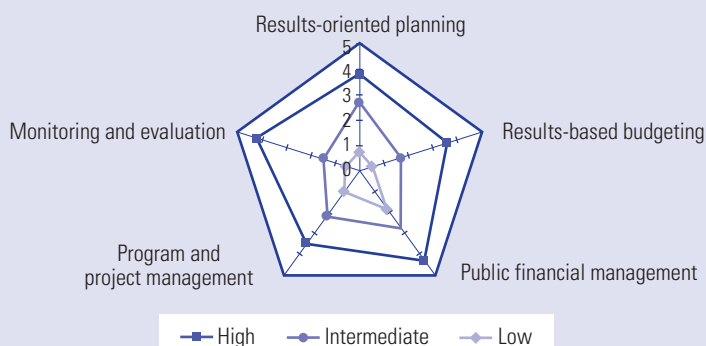 Results-oriented planning
5
4
3
2
1
0
Monitoring and evaluation
Results-based budgeting
Program and
project management
Public financial management
High
Intermediate
Low